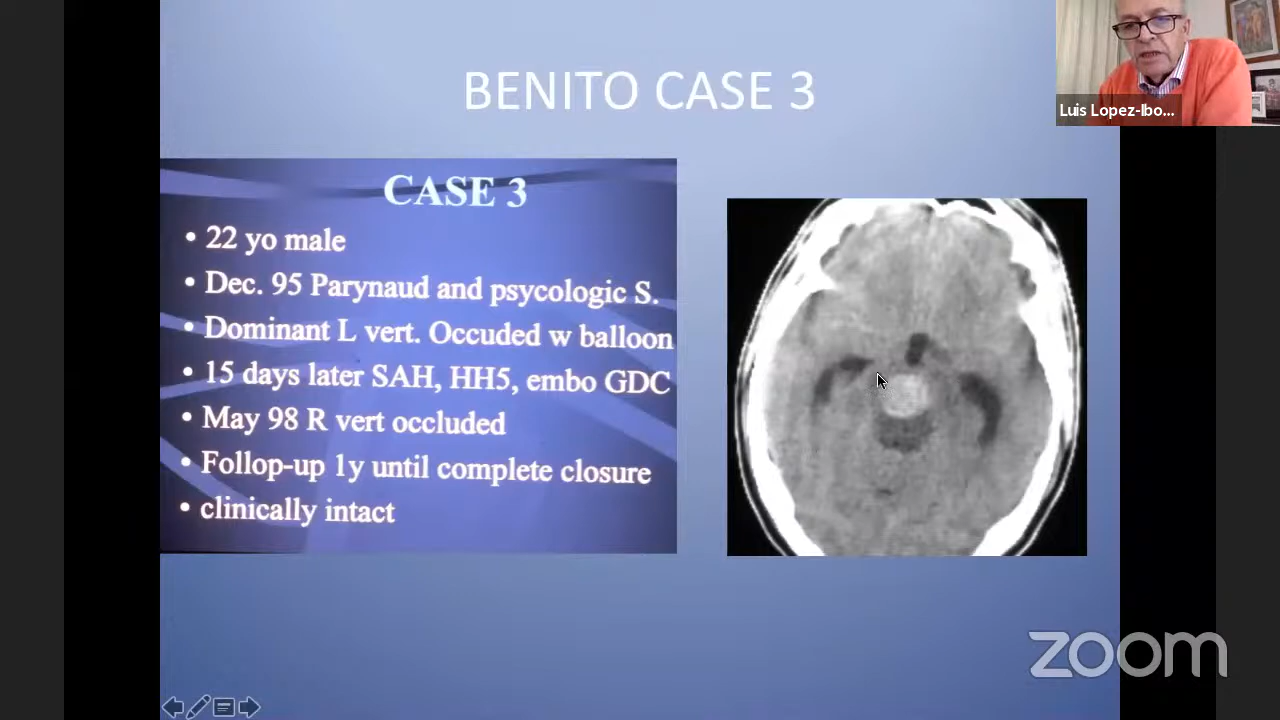 BENITO CASE 3
Luis Lopez-Ibo...
CASE 3
• 22 yo male
• Dec. 95 Parynaud and psycologic S.
• Dominant L vert. Occuded w balloon
• 15 days later SAH, HH5, embo GDC
• May 98 R vert occluded
• Follop-up 1y until complete closure
• clinically intact
zoom